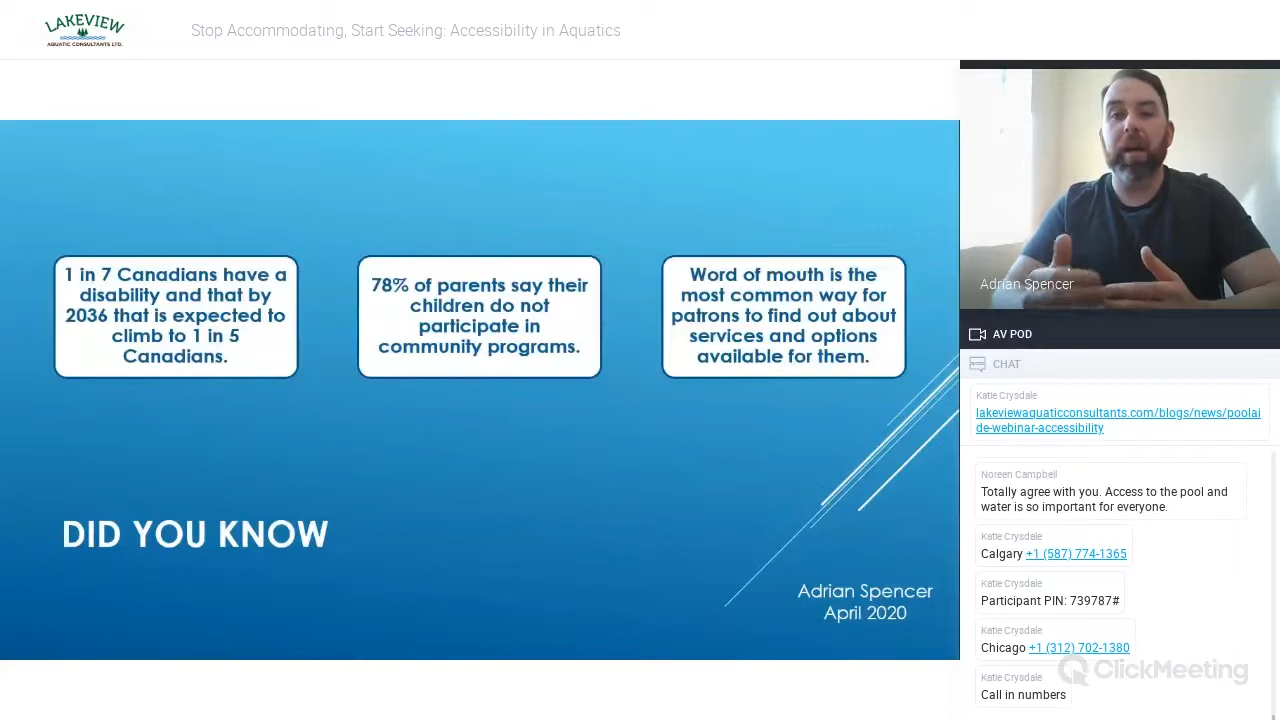 LAKEVIEW
AQUATIC CONSULTANTS LTD.
Stop Accommodating, Start Seeking: Accessibility in Aquatics
1 in 7 Canadians have a
disability and that by
2036 that is expected to
climb to 1 in 5
Canadians.
78% of parents say their
children do not
participate in
community programs.
Word of mouth is the
most common way for
patrons to find out about
services and options
available for them.
DID YOU KNOW
Adrian Spencer
April 2020
Adrian Spencer
AV POD
CHAT
Katie Crysdale
lakeviewaquaticconsultants.com/blogs/news/poolai
de-webinar-accessibility
Noreen Campbell
Totally agree with you. Access to the pool and
water is so important for everyone.
Katie Crysdale
Calgary +1 (587) 774-1365
Katie Crysdale
Participant PIN: 739787#
Katie Crysdale
Chicago +1 (312) 702-1380
Katie Crysdale
Call in numbers
ClickMeeting